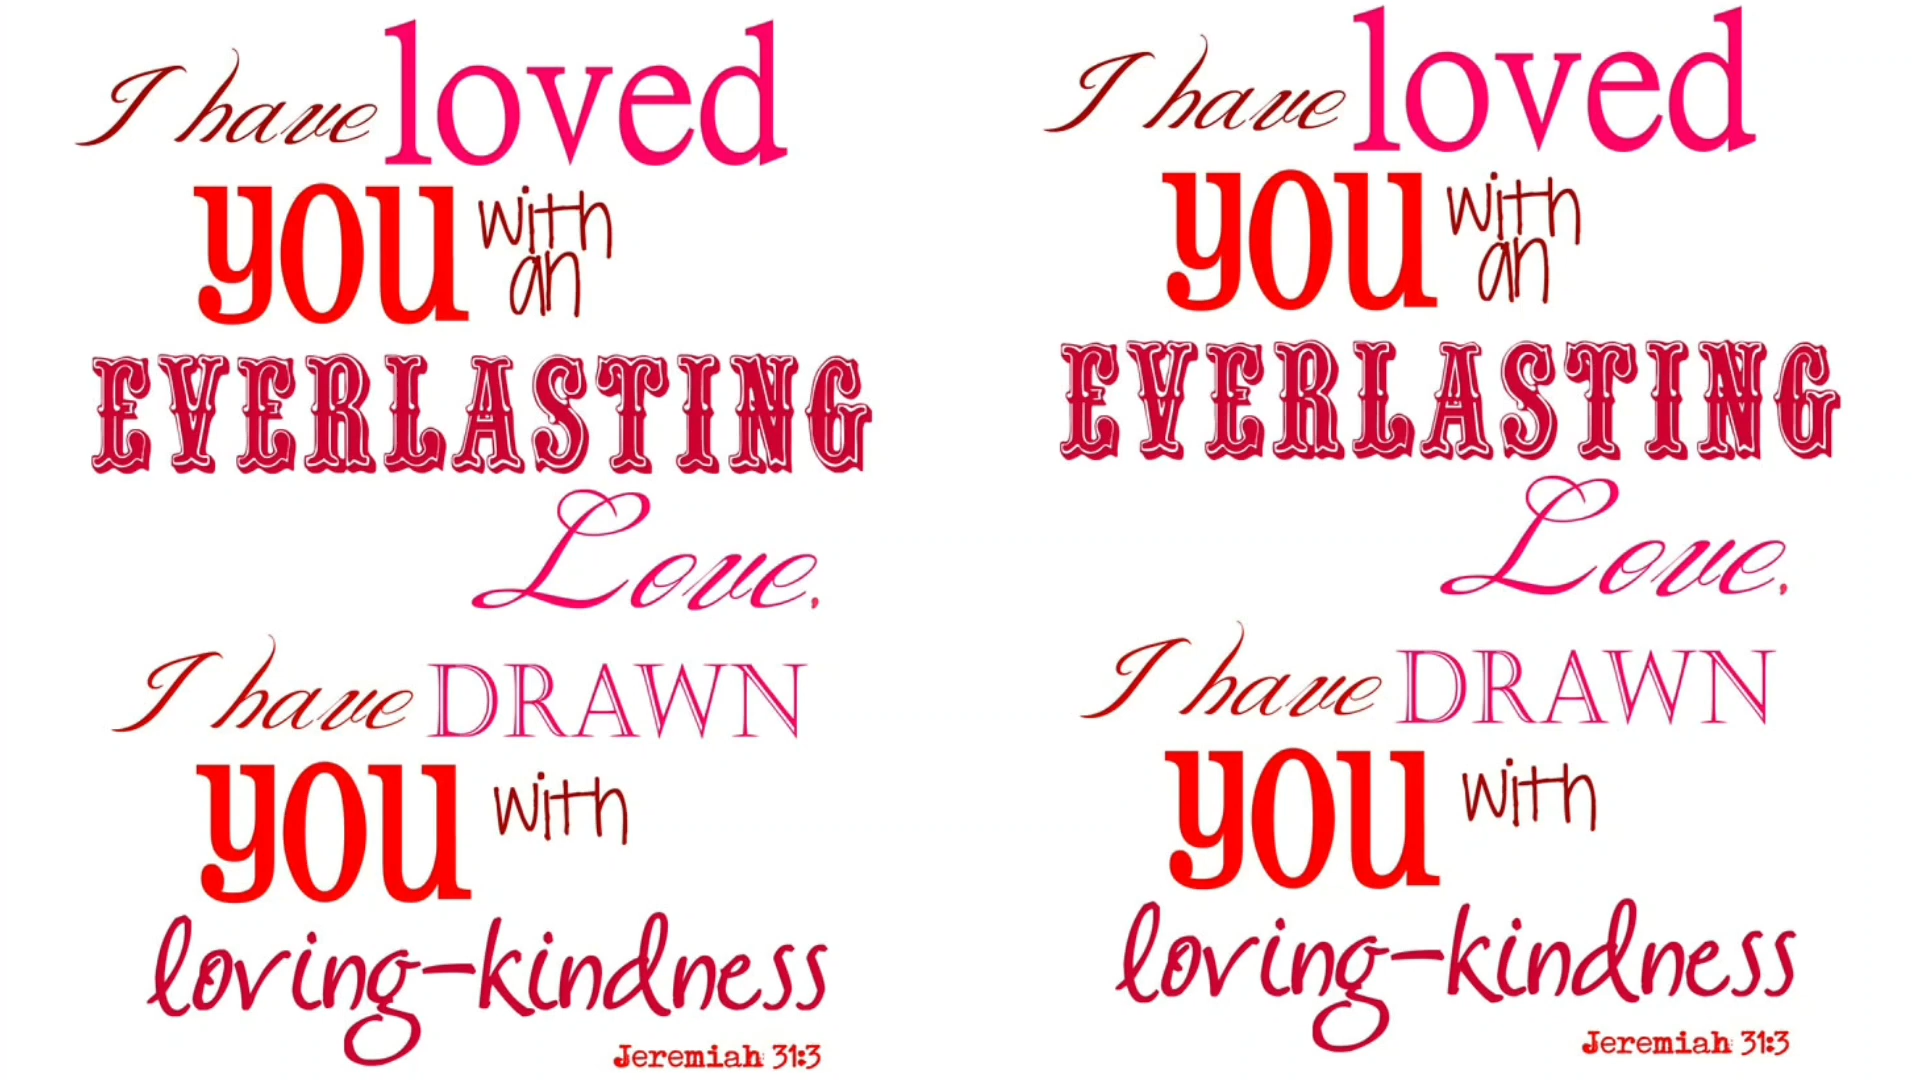 I have loved
you with
an
EVERLASTING
Love.
I have DRAWN
you with
loving-kindness
Jeremiah 31:3
I have loved
you with
an
EVERLASTING
Love.
I have DRAWN
you with
loving-kindness
Jeremiah 31:3